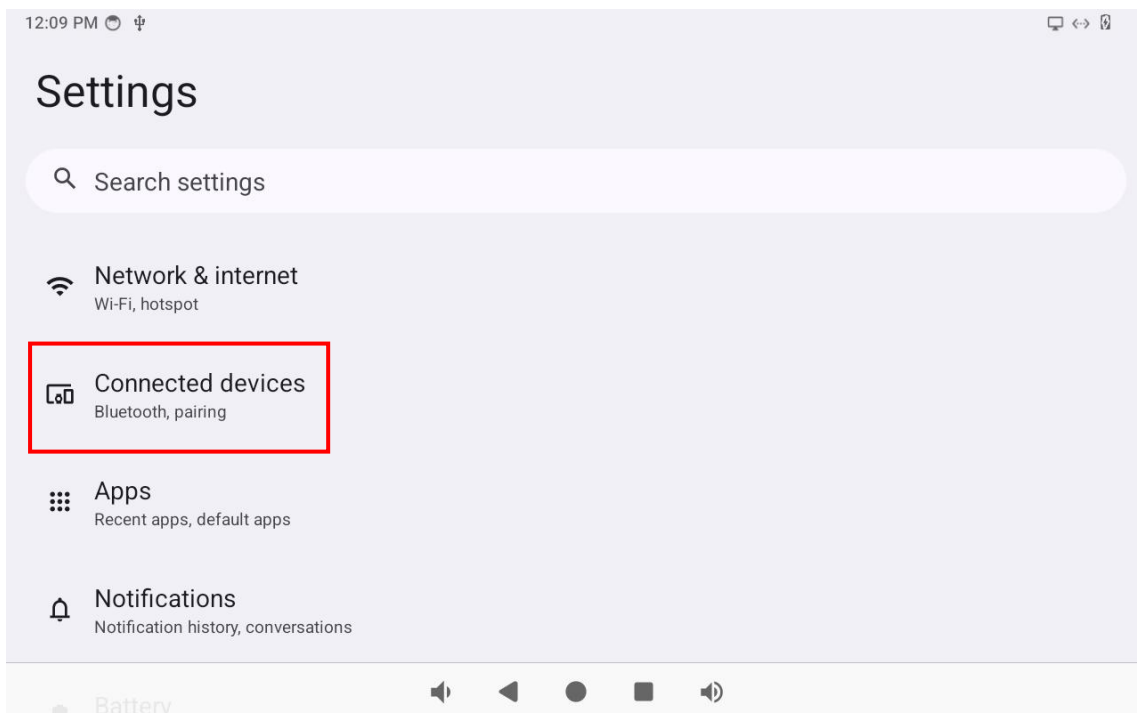 12:09 PM
Settings
Search settings
Network & internet
Wi-Fi, hotspot
Connected devices
Bluetooth, pairing
Apps
Recent apps, default apps
Notifications
Notification history, conversations
Battery